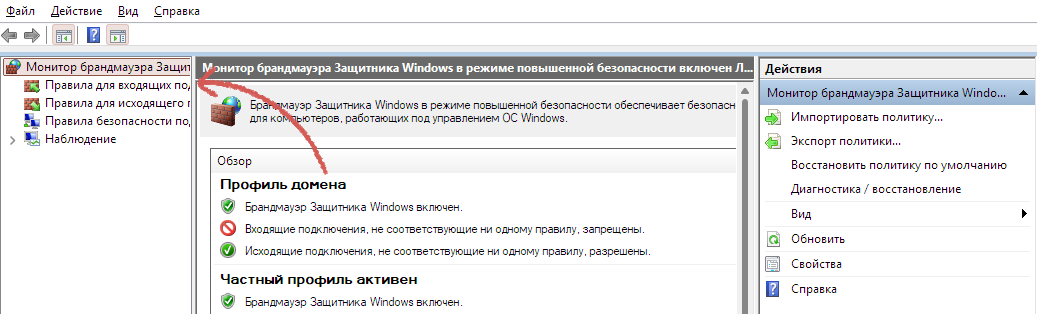 Файл Действие Вид Справка
Монитор брандмауэра Защит
Правила для входящих по
Правила для исходящего г
Правила безопасности по
Наблюдение
Монитор брандмауэра Защитника Windows в режиме повышенной безопасности включен Л...
Брандмауэр Защитника Windows в режиме повышенной безопасности обеспечивает безопасн
для компьютеров, работающих под управлением ОС Windows.
Обзор
Профиль домена
Брандмауэр Защитника Windows включен.
Входящие подключения, не соответствующие ни одному правилу, запрещены.
Исходящие подключения, не соответствующие ни одному правилу, разрешены.
Частный профиль активен
Брандмауэр Защитника Windows включен.
Действия
Монитор брандмауэра Защитника Windo...
Импортировать политику...
Экспорт политики...
Восстановить политику по умолчанию
Диагностика / восстановление
Вид
Обновить
Свойства
Справка